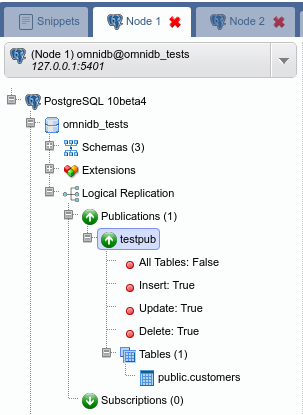 Snippets
Node 1
Node 2
(Node 1) omnidb@omnidb_tests
127.0.0.1:5401
PostgreSQL 10beta4
omnidb_tests
Schemas (3)
Extensions
Logical Replication
Publications (1)
testpub
All Tables: False
Insert: True
Update: True
Delete: True
Tables (1)
public.customers
Subscriptions (0)